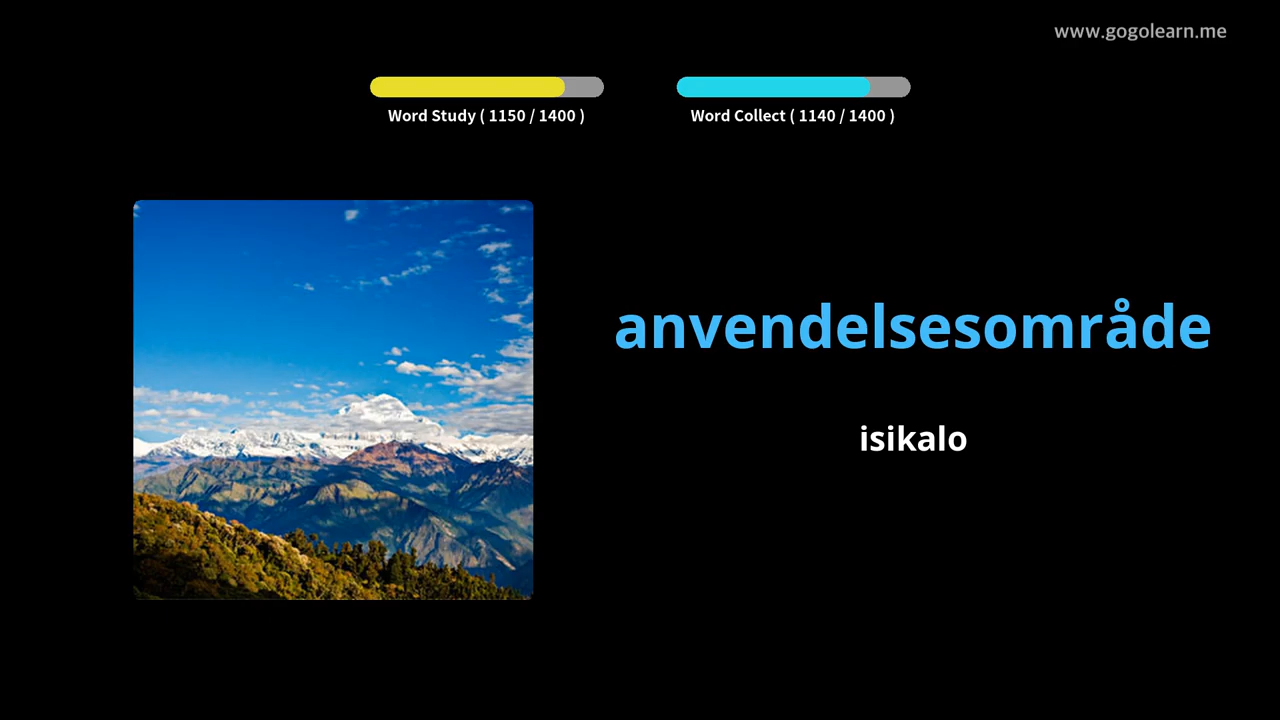 www.gogolearn.me
Word Study ( 1150 / 1400 )
Word Collect ( 1140 / 1400 )
anvendelsesområde
isikalo